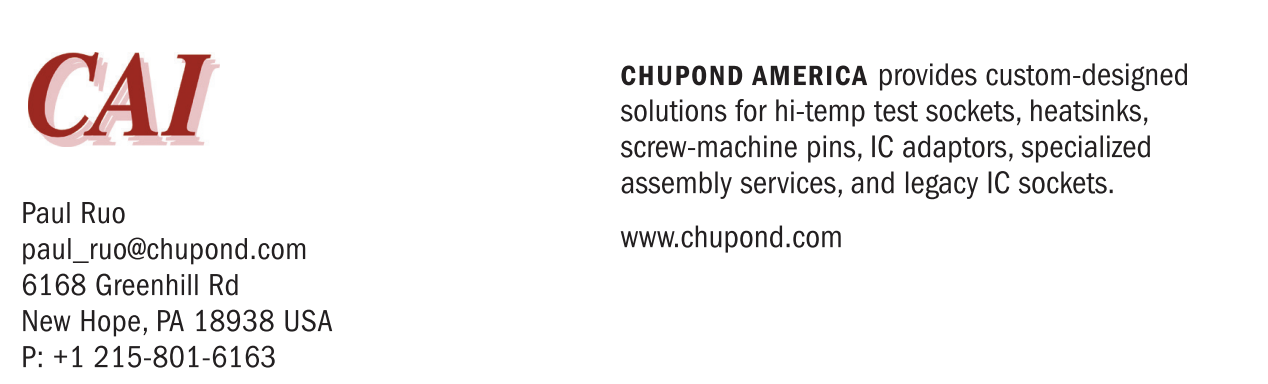 CAI
Paul Ruo
paul_ruo@chupond.com
6168 Greenhill Rd
New Hope, PA 18938 USA
P: +1 215-801-6163
CHUPOND AMERICA provides custom-designed
solutions for hi-temp test sockets, heatsinks,
screw-machine pins, IC adaptors, specialized
assembly services, and legacy IC sockets.
www.chupond.com